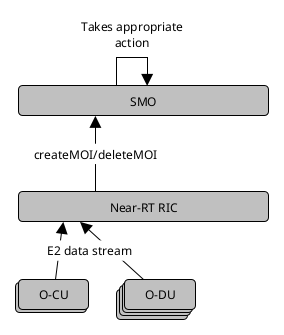 Takes appropriate
action
SMO
createMOI/deleteMOI
Near-RT RIC
E2 data stream
O-CU
O-DU